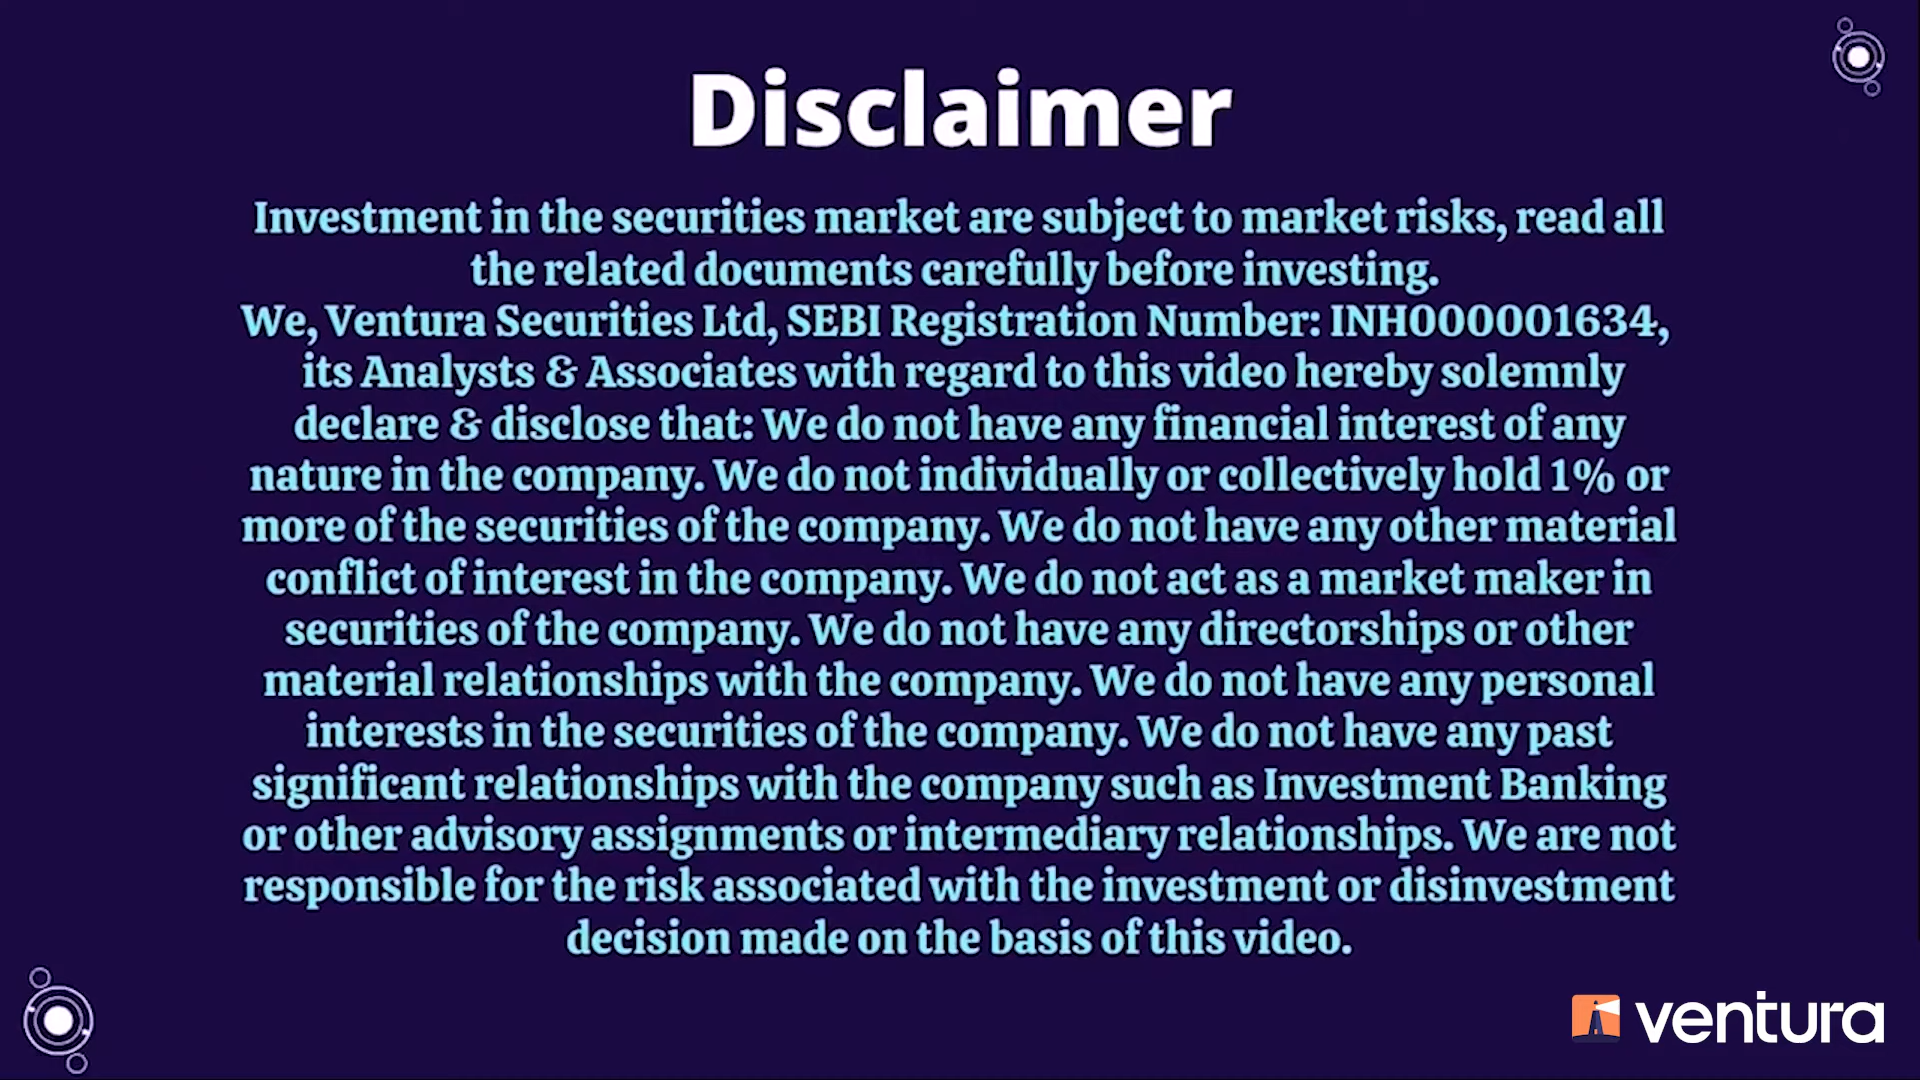 Disclaimer
Investment in the securities market are subject to market risks, read all
the related documents carefully before investing.
We, Ventura Securities Ltd, SEBI Registration Number: INH000001634,
its Analysts & Associates with regard to this video hereby solemnly
declare & disclose that: We do not have any financial interest of any
nature in the company. We do not individually or collectively hold 1% or
more of the securities of the company. We do not have any other material
conflict of interest in the company. We do not act as a market maker in
securities of the company. We do not have any directorships or other
material relationships with the company. We do not have any personal
interests in the securities of the company. We do not have any past
significant relationships with the company such as Investment Banking
or other advisory assignments or intermediary relationships. We are not
responsible for the risk associated with the investment or disinvestment
decision made on the basis of this video.
ventura